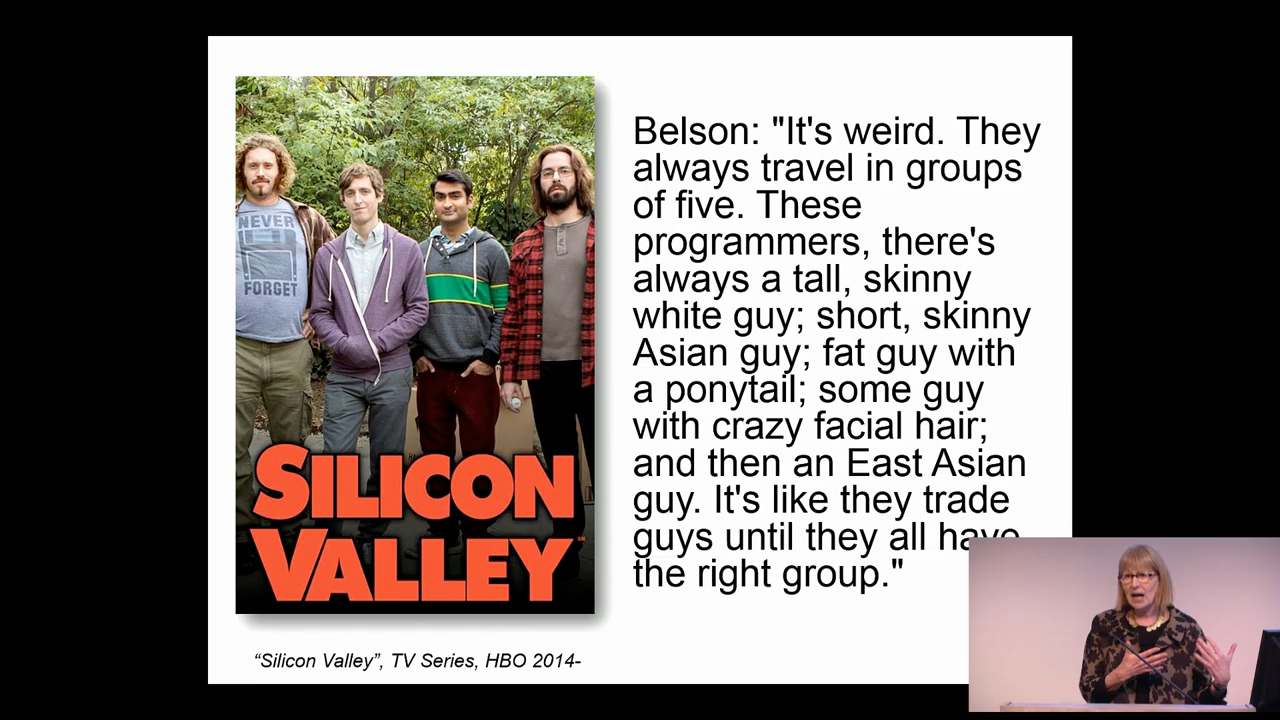 NEVER
FORGET
SILICON
VALLEY
Belson: "It's weird. They
always travel in groups
of five. These
programmers, there's
always a tall, skinny
white guy; short, skinny
Asian guy; fat guy with
a ponytail; some guy
with crazy facial hair;
and then an East Asian
guy. It's like they trade
guys until they all have
the right group."
“Silicon Valley”, TV Series, HBO 2014-